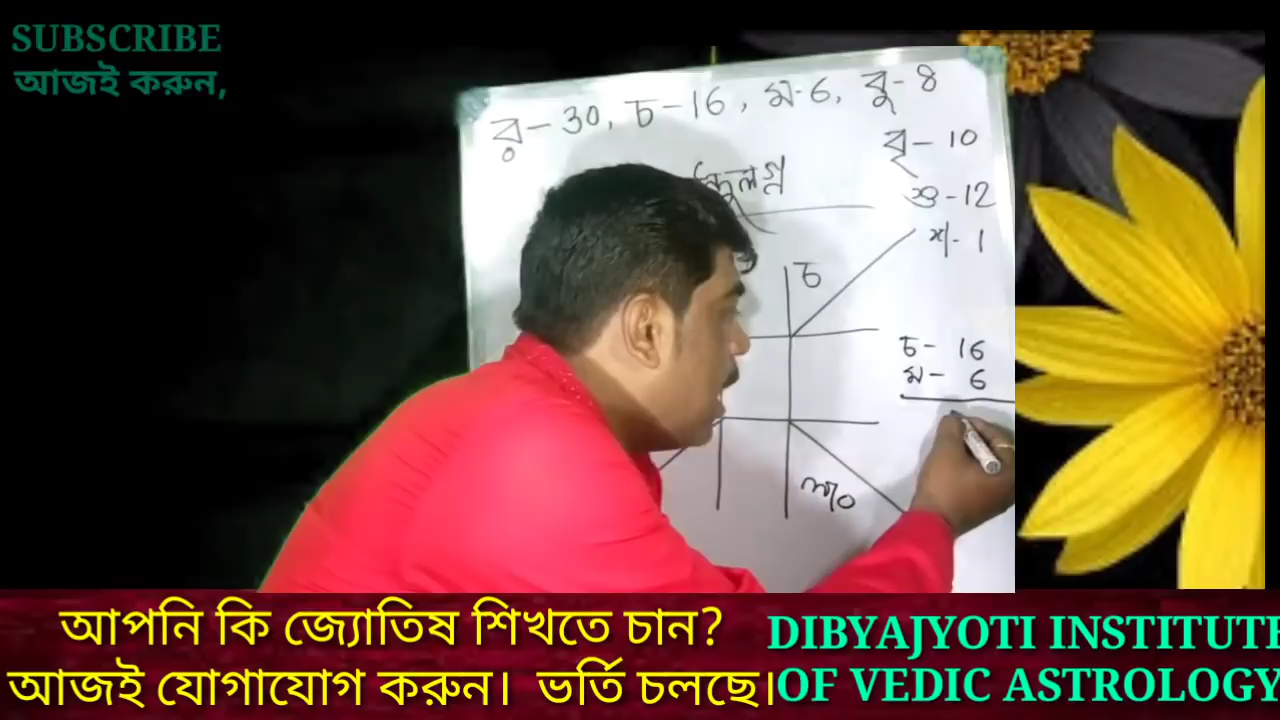 SUBSCRIBE
আজই করুন,
র - 30, চ - 16, ম - 6, বু - 8
বৃ - 10
শু - 12
শ - 1
চ
চ - 16
ম - 6
আপনি কি জ্যোতিষ শিখতে চান?
আজই যোগাযোগ করুন। ভর্তি চলছে।
DIBYAJYOTI INSTITUTE
OF VEDIC ASTROLOGY